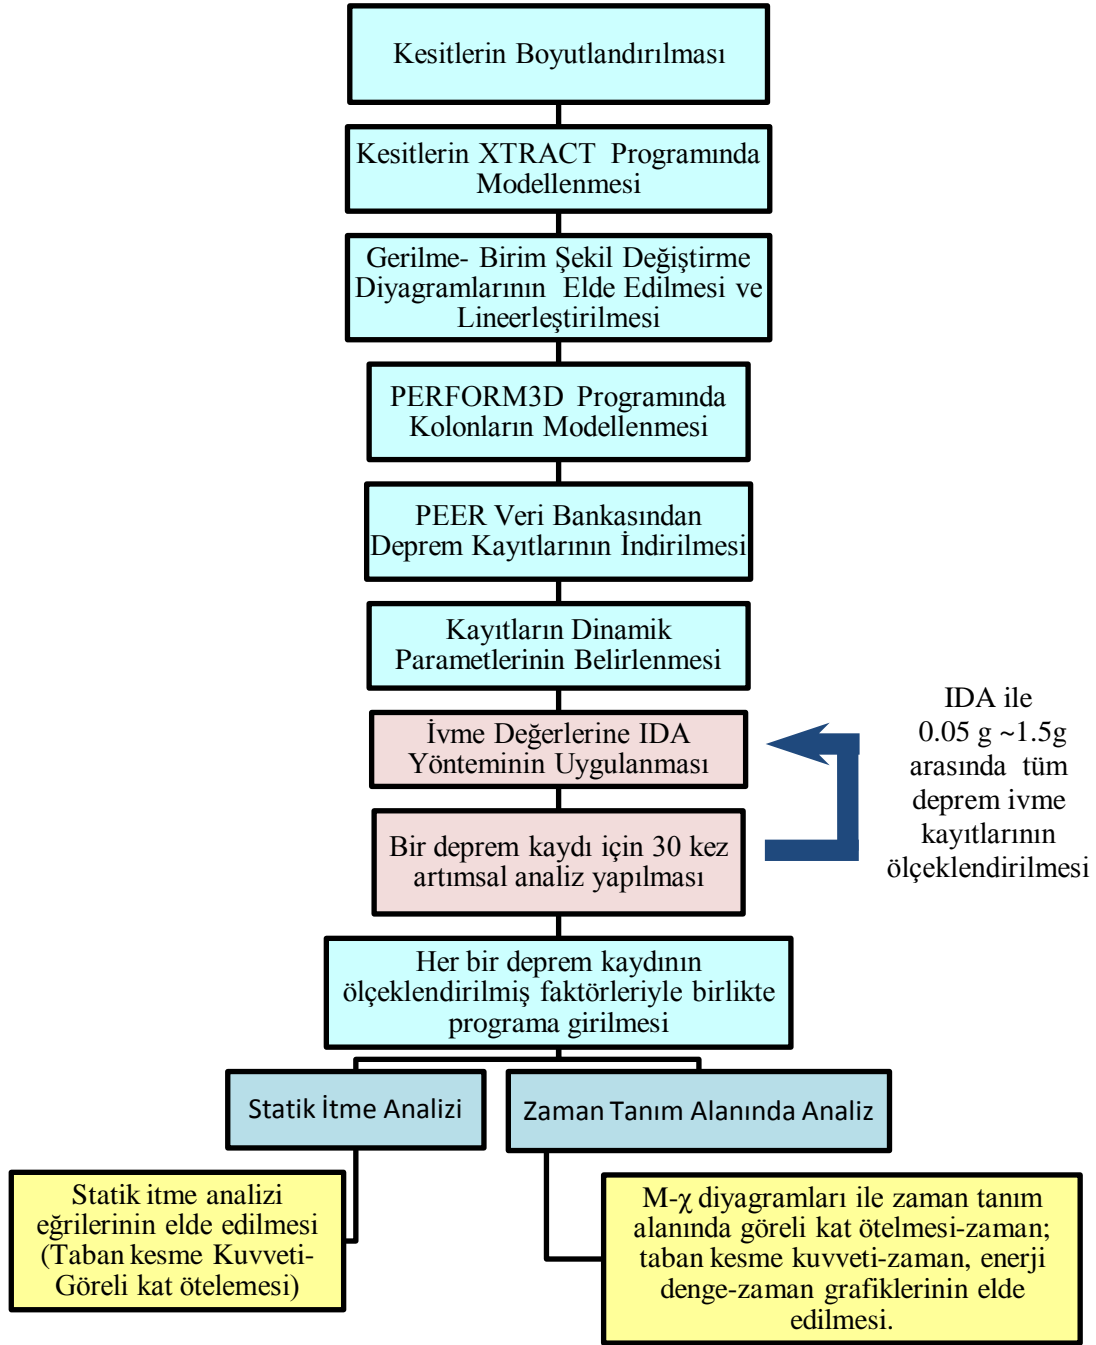 Kesitlerin Boyutlandırılması
Kesitlerin XTRACT Programında
Modellenmesi
Gerilme- Birim Şekil Değiştirme
Diyagramlarının Elde Edilmesi ve
Lineerleştirilmesi
PERFORM3D Programında
Kolonların Modellenmesi
PEER Veri Bankasından
Deprem Kayıtlarının İndirilmesi
Kayıtların Dinamik
Parametlerinin Belirlenmesi
İvme Değerlerine IDA
Yönteminin Uygulanması
Bir deprem kaydı için 30 kez
artımsal analiz yapılması
IDA ile
0.05 g ~1.5g
arasında tüm
deprem ivme
kayıtlarının
ölçeklendirilmesi
Her bir deprem kaydının
ölçeklendirilmiş faktörleriyle birlikte
programa girilmesi
Statik İtme Analizi
Zaman Tanım Alanında Analiz
Statik itme analizi
eğrilerinin elde edilmesi
(Taban kesme Kuvveti-
Göreli kat ötelemesi)
M-χ diyagramları ile zaman tanım
alanında göreli kat ötelmesi-zaman;
taban kesme kuvveti-zaman, enerji
denge-zaman grafiklerinin elde
edilmesi.